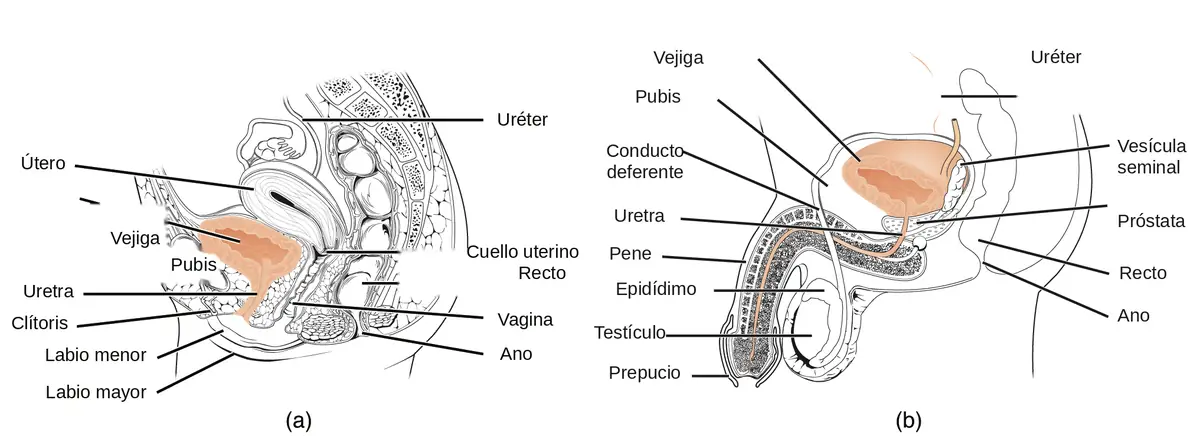 Uréter
Útero
Vejiga
Cuello uterino
Pubis
Recto
Uretra
Clítoris
Vagina
Labio menor
Ano
Labio mayor
(a)
Vejiga
Uréter
Pubis
Conducto
deferente
Vesícula
seminal
Uretra
Próstata
Pene
Recto
Epidídimo
Ano
Testículo
Prepucio
(b)